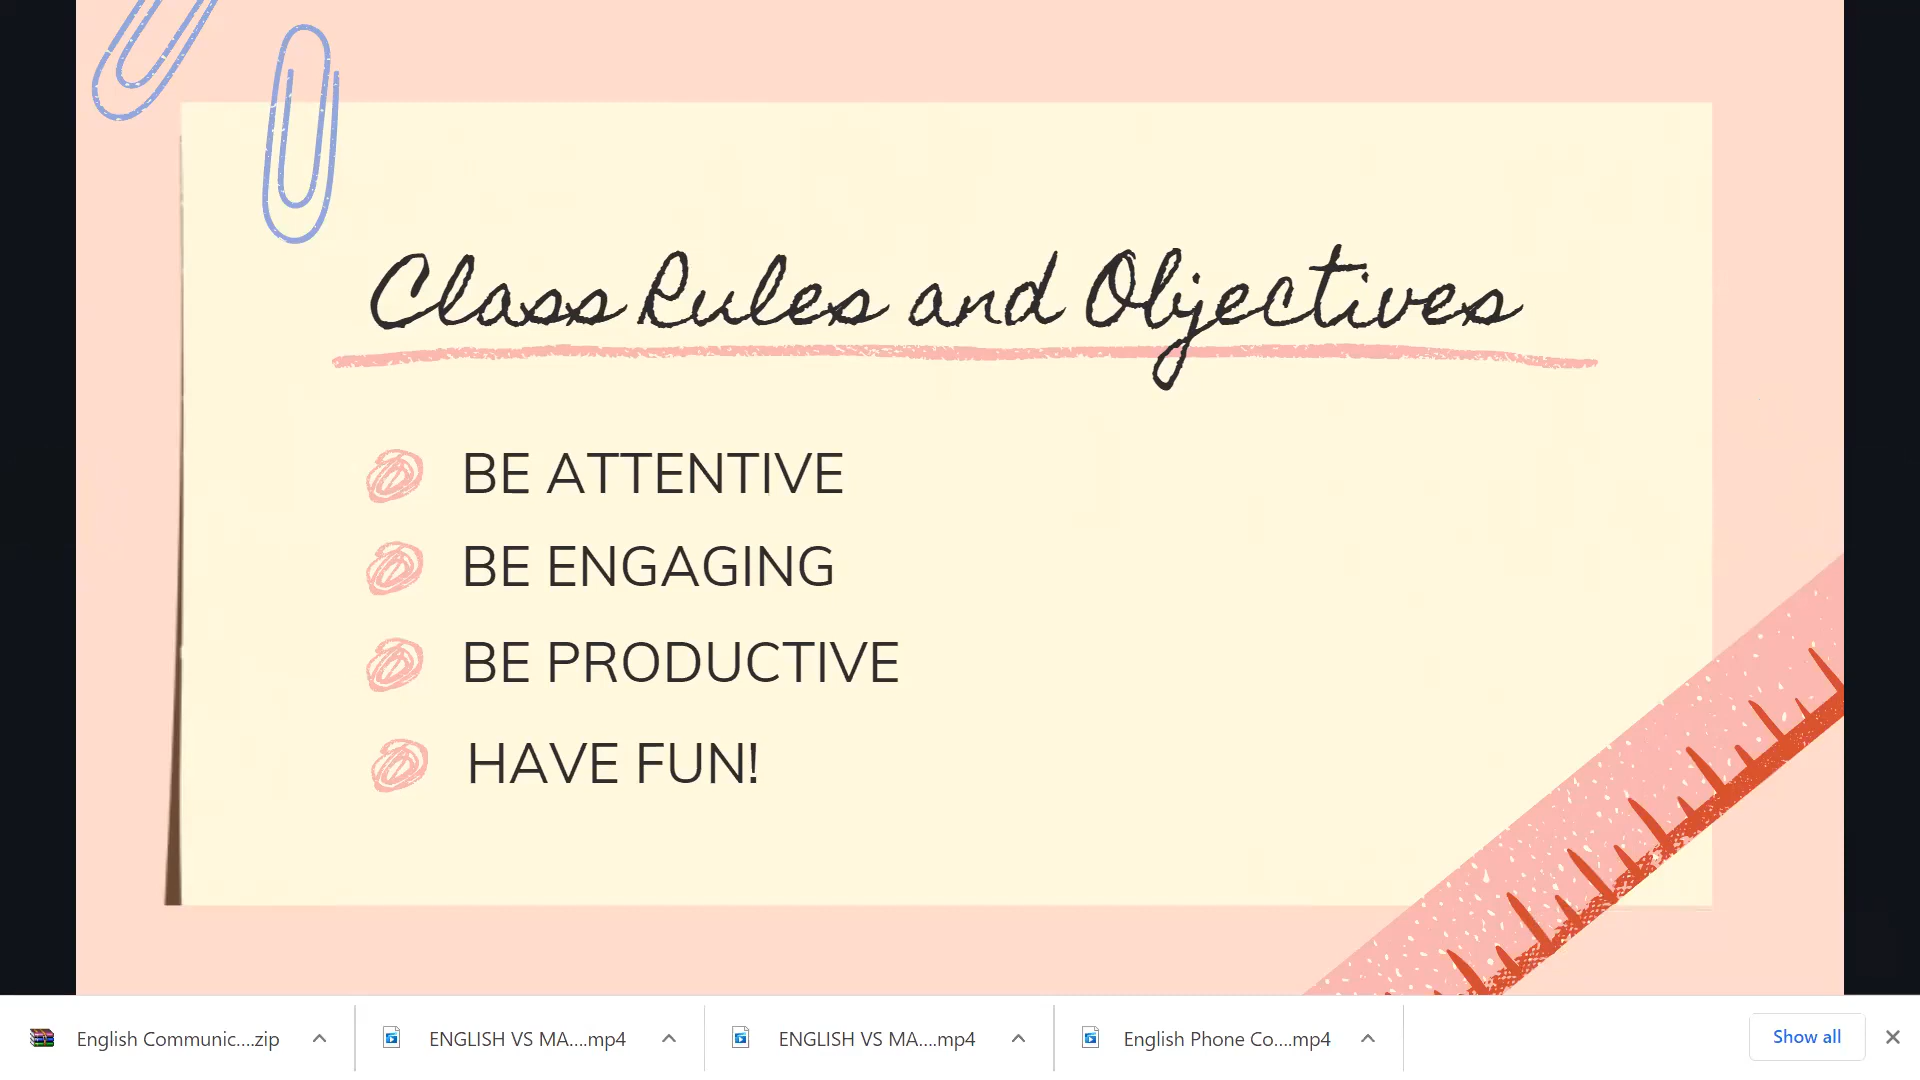 Class Rules and Objectives
BE ATTENTIVE
BE ENGAGING
BE PRODUCTIVE
HAVE FUN!
English Communic....zip
ENGLISH VS MA....mp4
ENGLISH VS MA....mp4
English Phone Co....mp4
Show all